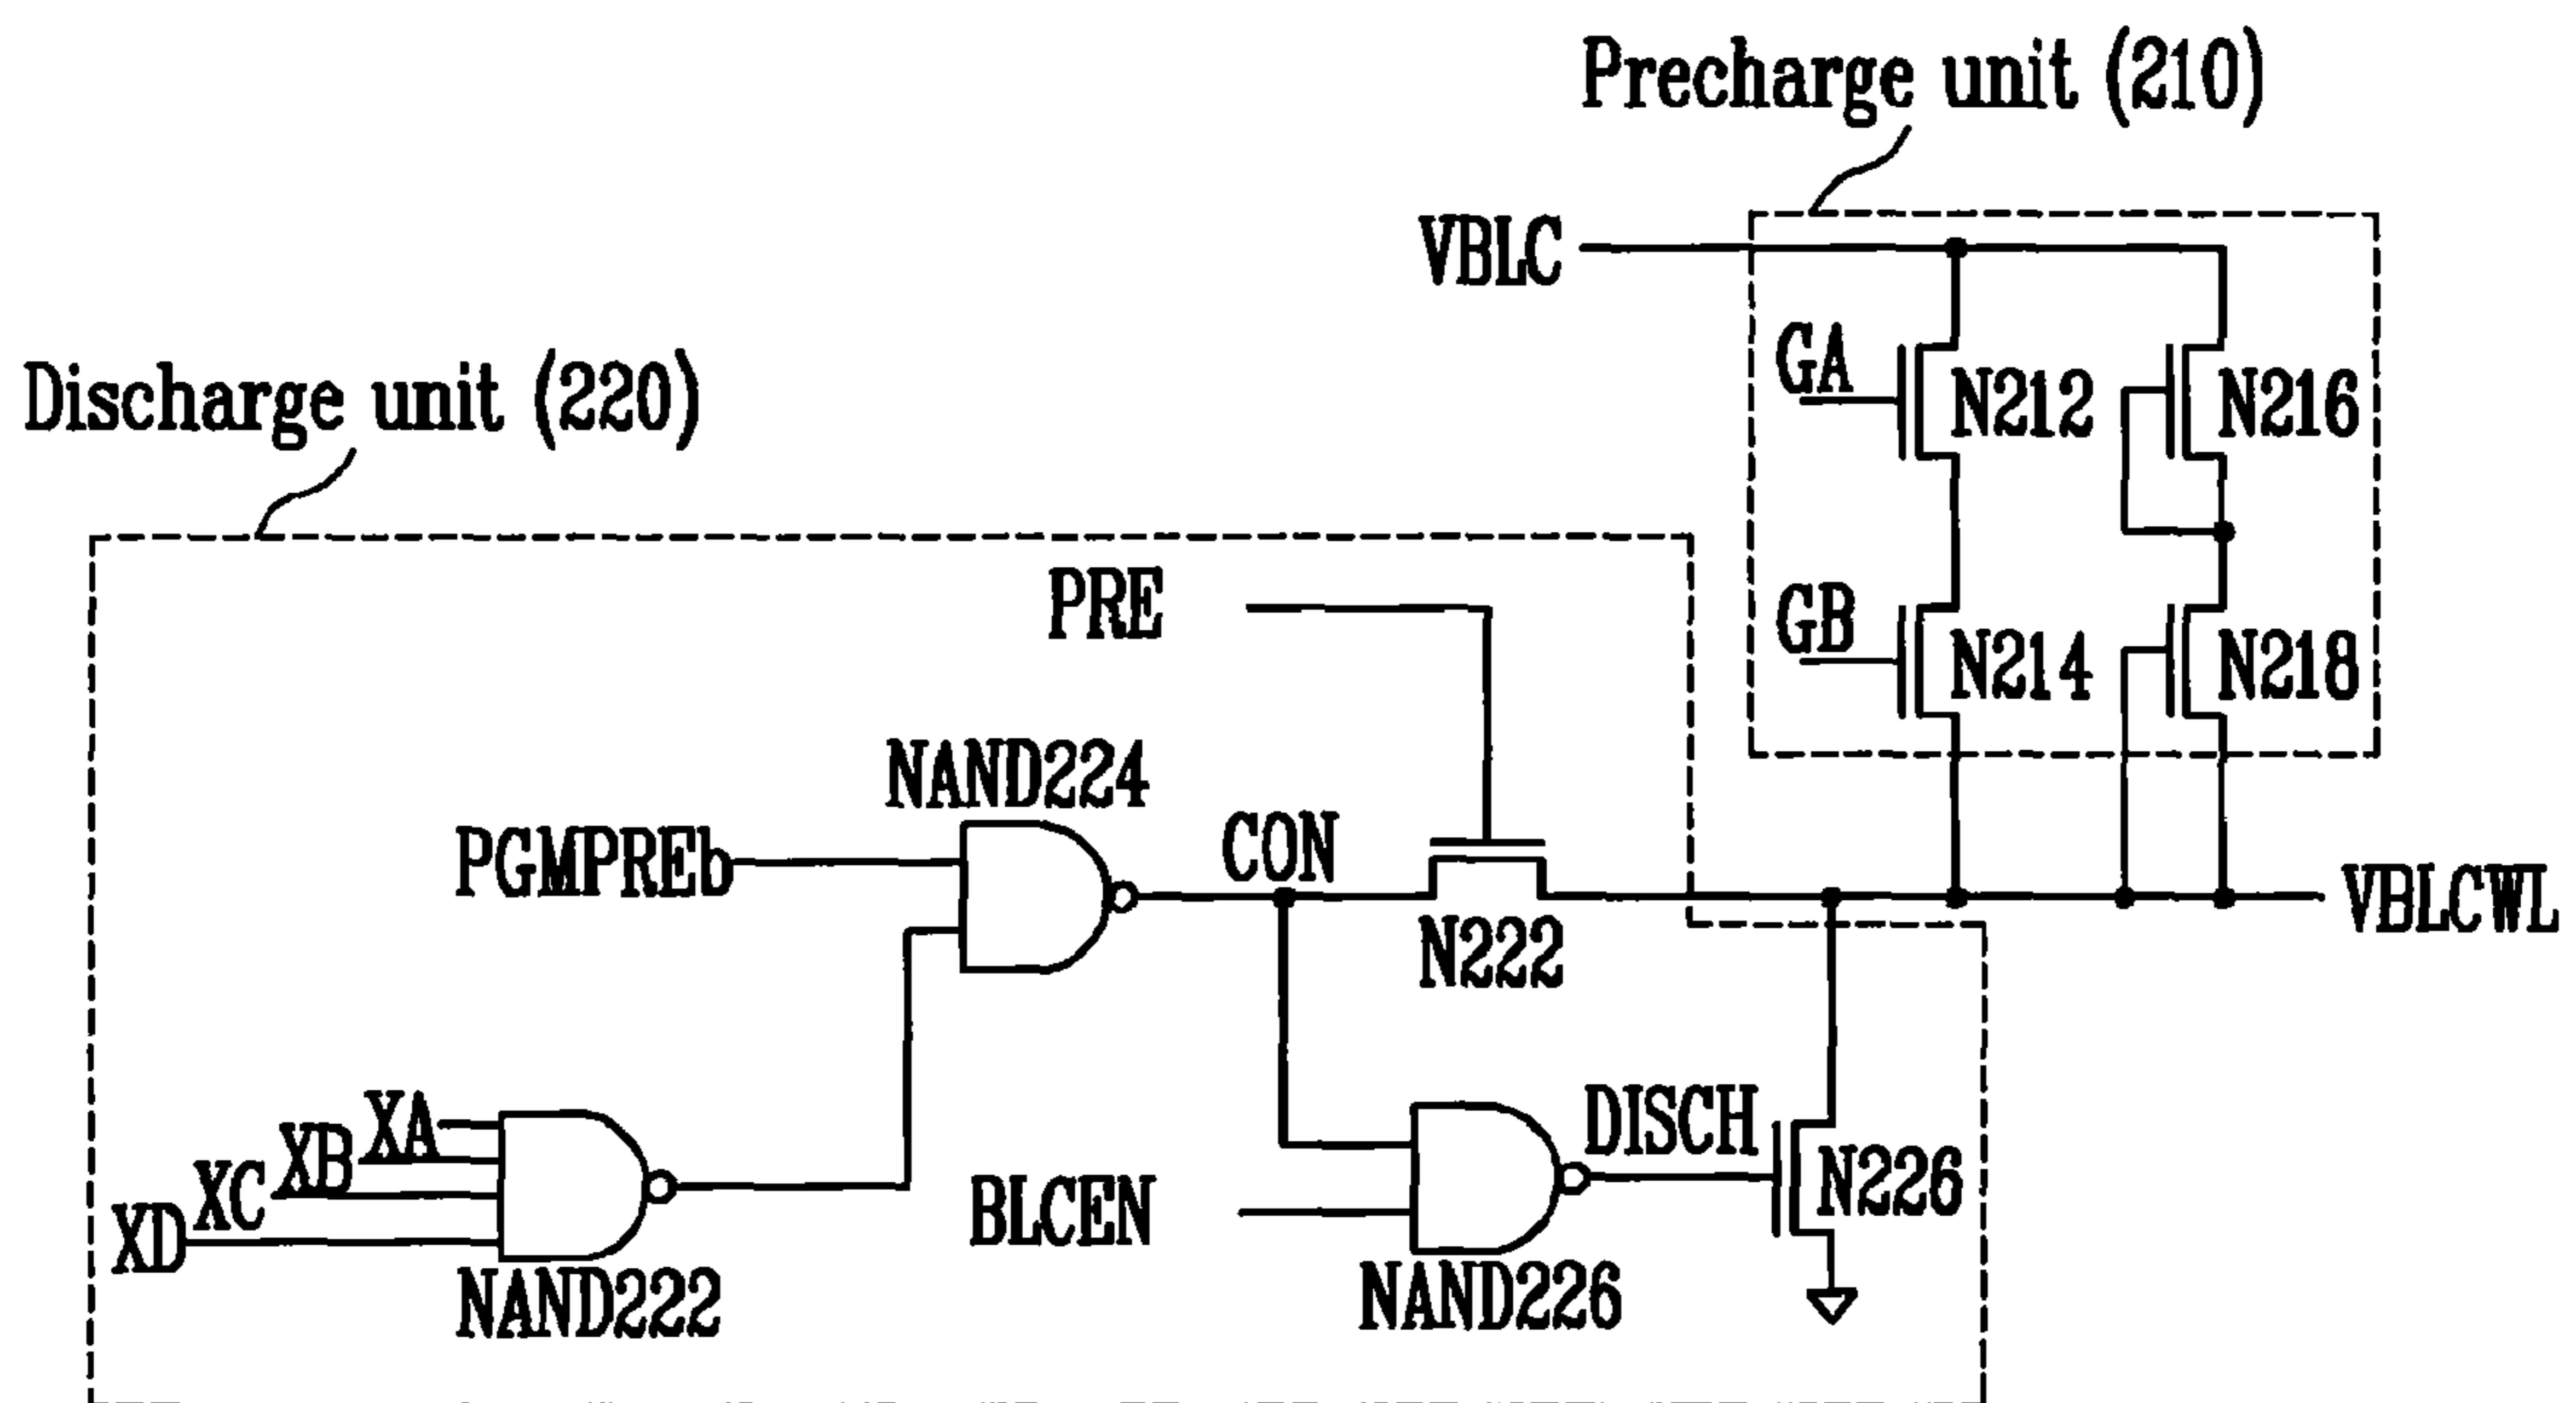 Precharge unit (210)
VBLC
GA
N212
N216
Discharge unit (220)
PRE
GB
N214
N218
NAND224
PGMPREb
CON
VBLCWL
N222
XA
XB
XC
XD
NAND222
BLCEN
DISCH
N226
NAND226